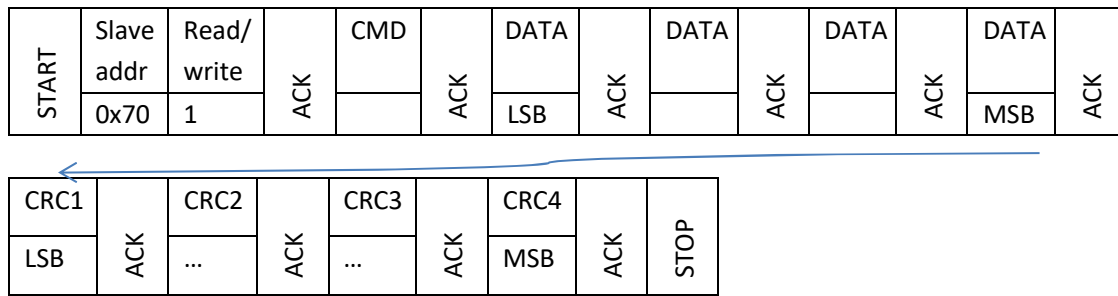 START Slave addr Read/ write ACK CMD ACK DATA ACK DATA ACK DATA ACK DATA ACK
0x70 1 LSB MSB
CRC1 ACK CRC2 ACK CRC3 ACK CRC4 ACK STOP
LSB ... ... MSB